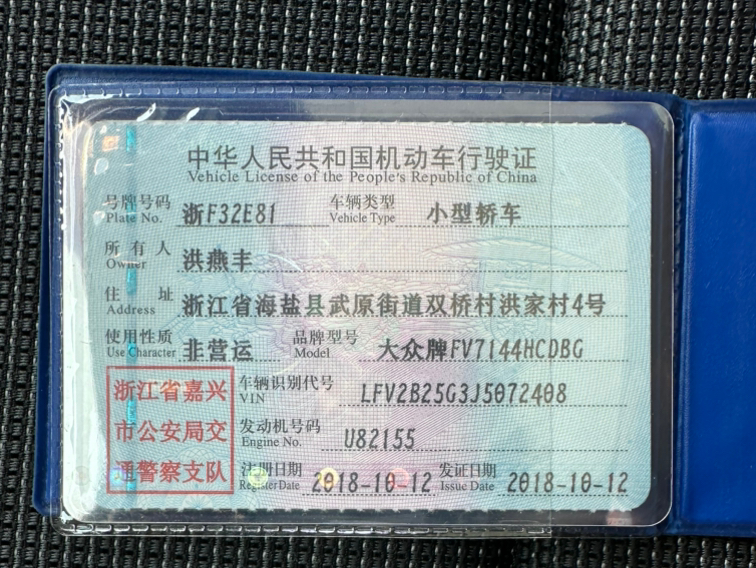 中华人民共和国机动车行驶证
Vehicle License of the People's Republic of China
号牌号码 浙F32E81 车辆类型 小型轿车
Plate No. Vehicle Type
所有人 洪燕丰
Owner
住址 浙江省海盐县武原街道双桥村洪家村4号
Address
使用性质 非营运 品牌型号 大众牌FV7144HCDBG
Use Character Model
浙江省嘉兴
市公安局交
通警察支队
车辆识别代号 LFV2B25G3J5072408
VIN
发动机号码 U82155
Engine No.
注册日期 2018-10-12 发证日期 2018-10-12
Register Date Issue Date